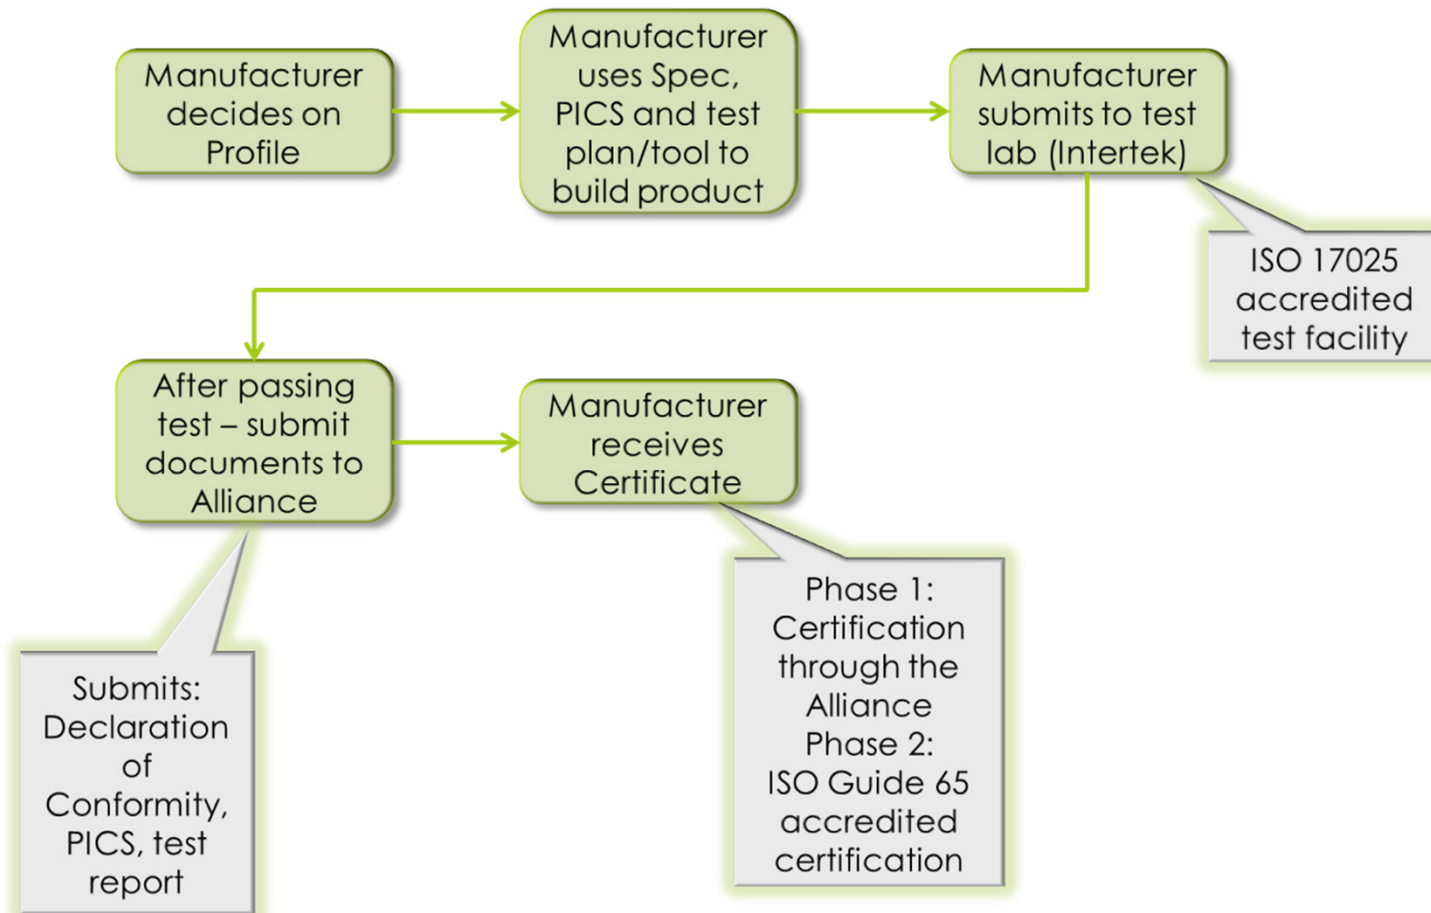 Manufacturer
decides on
Profile
Manufacturer
uses Spec,
PICS and test
plan/tool to
build product
Manufacturer
submits to test
lab (Intertek)
ISO 17025
accredited
test facility
After passing
test – submit
documents to
Alliance
Manufacturer
receives
Certificate
Submits:
Declaration
of
Conformity,
PICS, test
report
Phase 1:
Certification
through the
Alliance
Phase 2:
ISO Guide 65
accredited
certification